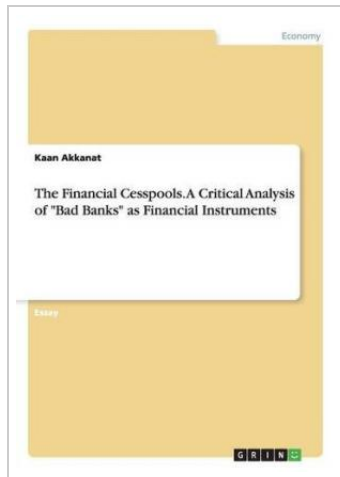 Economy
Kaan Akkanat
The Financial Cesspools. A Critical Analysis
of "Bad Banks" as Financial Instruments
Essay
GRIN